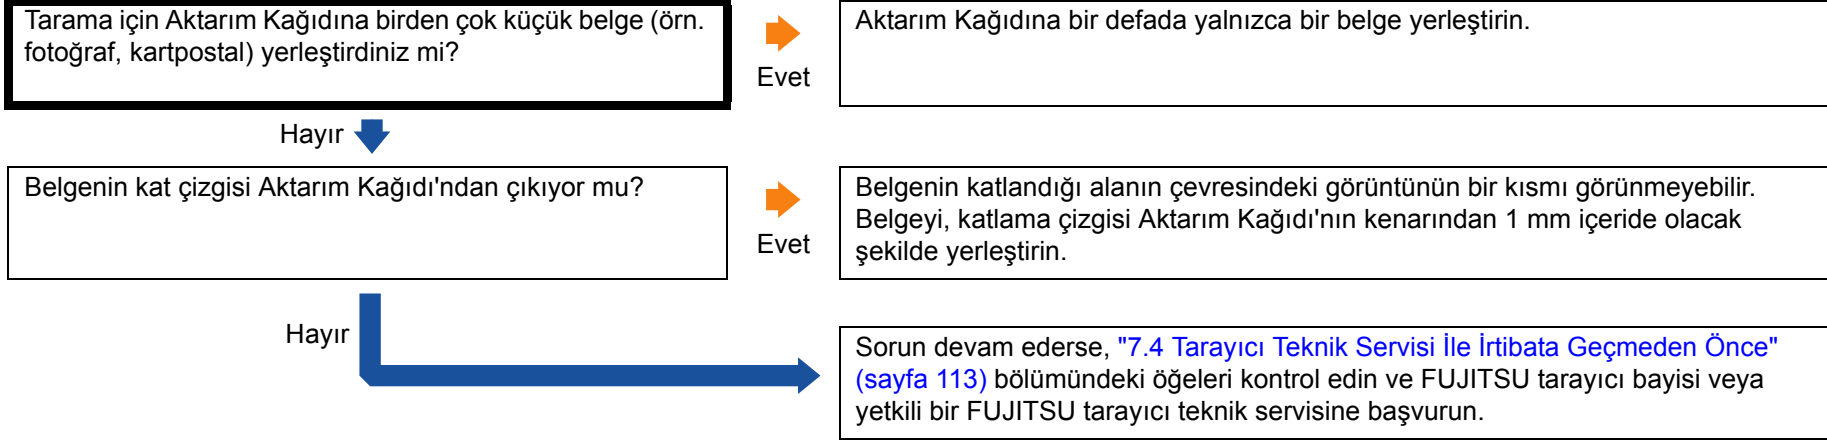 Tarama için Aktarım Kağıdına birden çok küçük belge (örn.
fotoğraf, kartpostal) yerleştirdiniz mi?
Evet
Aktarım Kağıdına bir defada yalnızca bir belge yerleştirin.
Hayır
Belgenin kat çizgisi Aktarım Kağıdı'ndan çıkıyor mu?
Evet
Belgenin katlandığı alanın çevresindeki görüntünün bir kısmı görünmeyebilir.
Belgeyi, katlama çizgisi Aktarım Kağıdı'nın kenarından 1 mm içeride olacak
şekilde yerleştirin.
Hayır
Sorun devam ederse, "7.4 Tarayıcı Teknik Servisi İle İrtibata Geçmeden Önce"
(sayfa 113) bölümündeki öğeleri kontrol edin ve FUJITSU tarayıcı bayisi veya
yetkili bir FUJITSU tarayıcı teknik servisine başvurun.